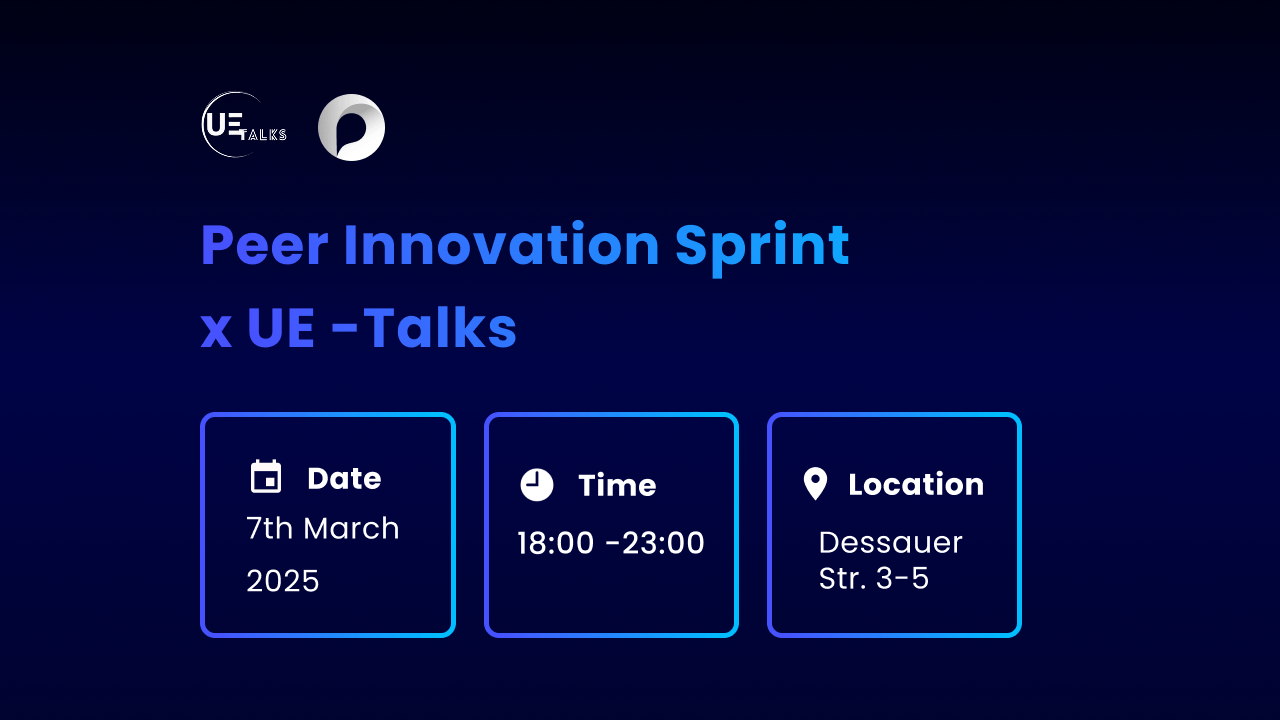 UE TALKS
Peer Innovation Sprint
x UE -Talks
Date
7th March
2025
Time
18:00 -23:00
Location
Dessauer
Str. 3-5